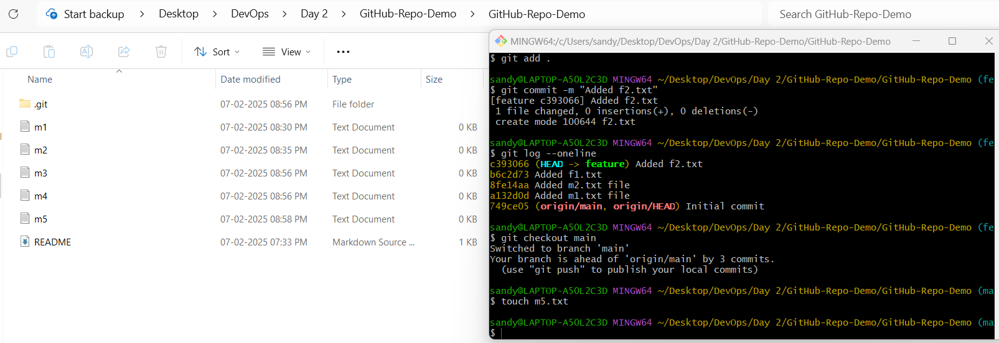 Start backup > Desktop > DevOps > Day 2 > GitHub-Repo-Demo > GitHub-Repo-Demo
Search GitHub-Repo-Demo
Sort
View
Name Date modified Type Size
.git 07-02-2025 08:56 PM File folder
m1 07-02-2025 08:30 PM Text Document 0 KB
m2 07-02-2025 08:35 PM Text Document 0 KB
m3 07-02-2025 08:56 PM Text Document 0 KB
m4 07-02-2025 08:56 PM Text Document 0 KB
m5 07-02-2025 08:58 PM Text Document 0 KB
README 07-02-2025 07:33 PM Markdown Source ... 1 KB
MINGW64:/c/Users/sandy/Desktop/DevOps/Day 2/GitHub-Repo-Demo/GitHub-Repo-Demo
$ git add .
sandy@LAPTOP-A50L2C3D MINGW64 ~/Desktop/DevOps/Day 2/GitHub-Repo-Demo/GitHub-Repo-Demo (fe
$ git commit -m "Added f2.txt"
[feature c393066] Added f2.txt
1 file changed, 0 insertions(+), 0 deletions(-)
create mode 100644 f2.txt
sandy@LAPTOP-A50L2C3D MINGW64 ~/Desktop/DevOps/Day 2/GitHub-Repo-Demo/GitHub-Repo-Demo (fe
$ git log --oneline
c393066 (HEAD -> feature) Added f2.txt
b6c2d73 Added f1.txt
8fe14aa Added m2.txt file
a132d0d Added m1.txt file
749ce05 (origin/main, origin/HEAD) Initial commit
sandy@LAPTOP-A50L2C3D MINGW64 ~/Desktop/DevOps/Day 2/GitHub-Repo-Demo/GitHub-Repo-Demo (fe
$ git checkout main
Switched to branch 'main'
Your branch is ahead of 'origin/main' by 3 commits.
(use "git push" to publish your local commits)
sandy@LAPTOP-A50L2C3D MINGW64 ~/Desktop/DevOps/Day 2/GitHub-Repo-Demo/GitHub-Repo-Demo (ma
$ touch m5.txt
sandy@LAPTOP-A50L2C3D MINGW64 ~/Desktop/DevOps/Day 2/GitHub-Repo-Demo/GitHub-Repo-Demo (ma
$